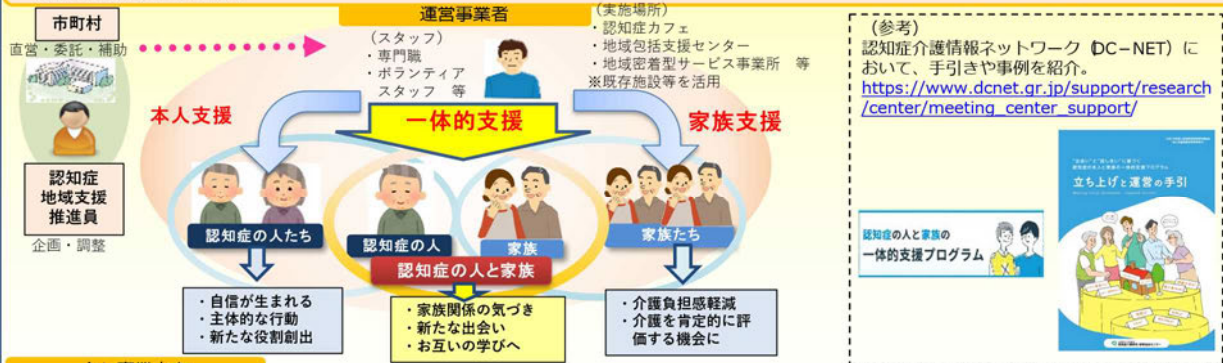 市町村
直営・委託・補助
認知症
地域支援
推進員
企画・調整
運営事業者
(スタッフ)
・専門職
・ボランティア
スタッフ 等
(実施場所)
・認知症カフェ
・地域包括支援センター
・地域密着型サービス事業所 等
※既存施設等を活用
本人支援
一体的支援
家族支援
認知症の人たち
認知症の人
家族
家族たち
認知症の人と家族
・自信が生まれる
・主体的な行動
・新たな役割創出
・家族関係の気づき
・新たな出会い
・お互いの学びへ
・介護負担感軽減
・介護を肯定的に評
価する機会に
(参考)
認知症介護情報ネットワーク(DC-NET)に
おいて、手引きや事例を紹介。
https://www.dcnet.gr.jp/support/research
/center/meeting_center_support/
認知症の人と家族の
一体的支援プログラム
立ち上げと運営の手引